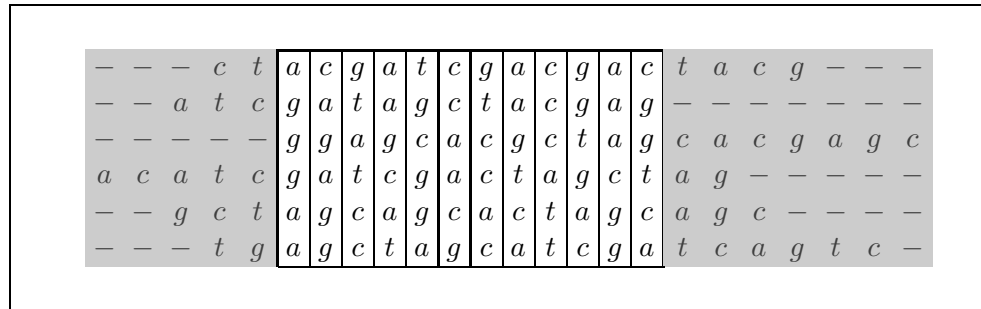 − − − c t a c g a t c g a c g a c t a c g − − −
− − a t c g a t a g c t a c g a g − − − − − − −
− − − − − g g a g c a c g c t a g c a c g a g c
a c a t c g a t c g a c t a g c t a g − − − − −
− − g c t a g c a g c a c t a g c a g c − − − −
− − − t g a g c t a g c a t c g a t c a g t c −